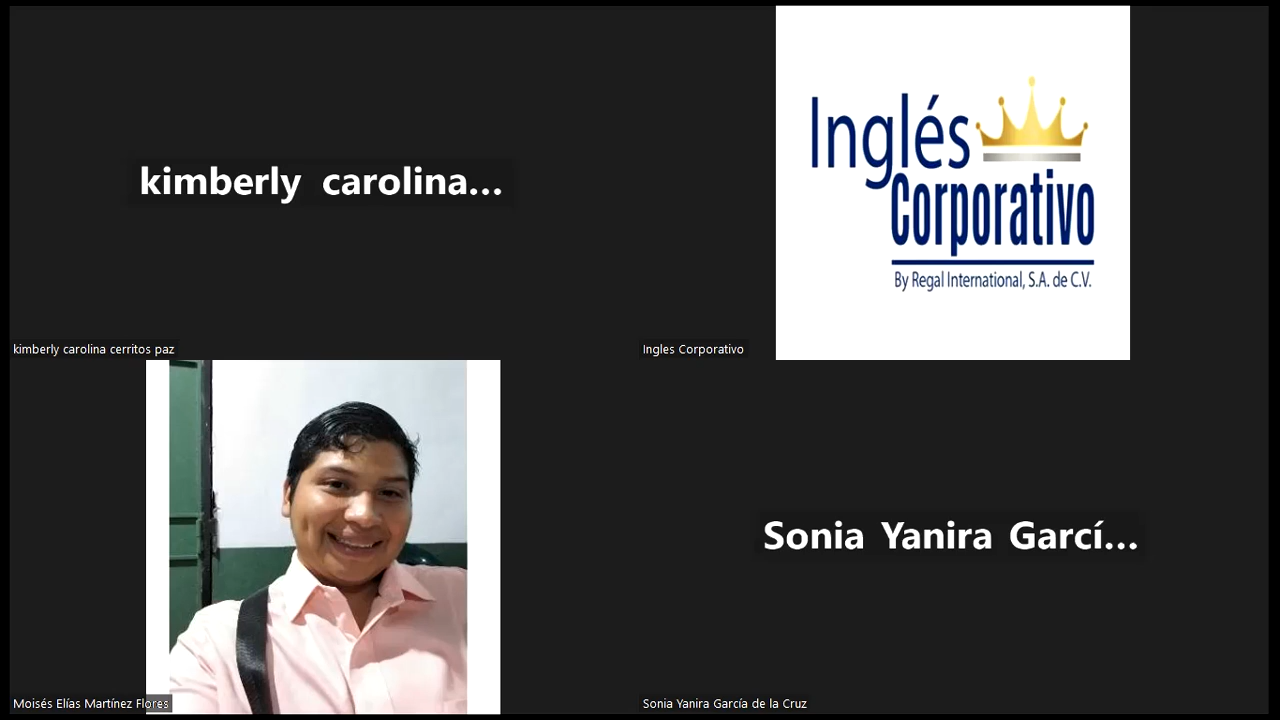 kimberly carolina...
kimberly carolina cerritos paz
Inglés
Corporativo
By Regal International, S.A. de C.V.
Ingles Corporativo
Moisés Elías Martínez Flores
Sonia Yanira Garcí...
Sonia Yanira García de la Cruz